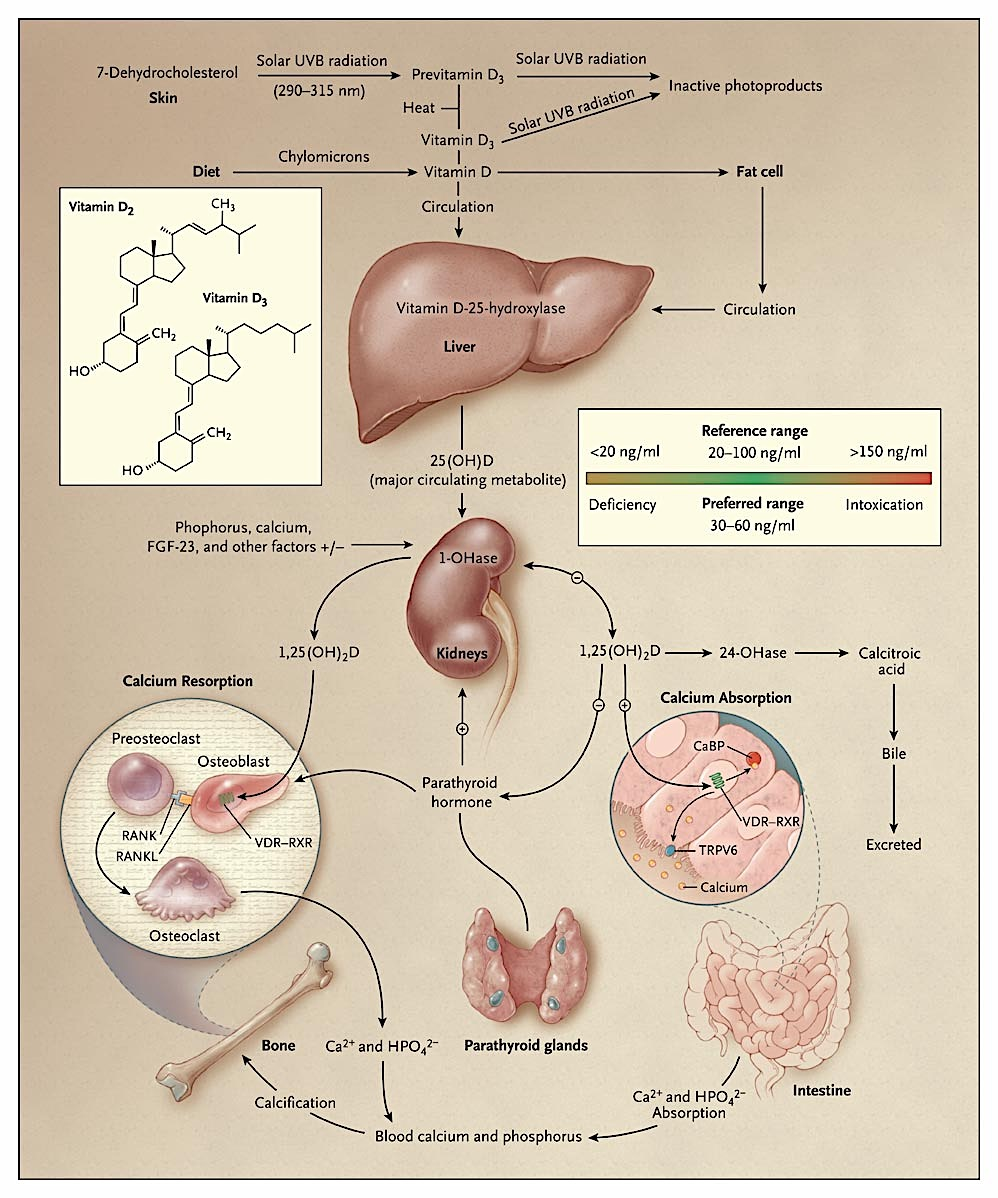 7-Dehydrocholesterol
Skin
Solar UVB radiation
(290–315 nm)
Previtamin D3
Solar UVB radiation
Inactive photoproducts
Heat
Solar UVB radiation
Vitamin D3
Diet
Chylomicrons
Vitamin D
Fat cell
Circulation
Vitamin D2
CH3
CH2
HO
Vitamin D3
CH2
HO
Vitamin D-25-hydroxylase
Liver
Circulation
25(OH)D
(major circulating metabolite)
Reference range
<20 ng/ml
20–100 ng/ml
>150 ng/ml
Deficiency
Preferred range
30–60 ng/ml
Intoxication
Phophorus, calcium,
FGF-23, and other factors +/–
1-OHase
Kidneys
1,25(OH)2D
–
1,25(OH)2D
24-OHase
Calcitroic
acid
Bile
Excreted
Calcium Resorption
Preosteoclast
Osteoblast
RANK
RANKL
VDR–RXR
Osteoclast
+
–
+
Parathyroid
hormone
Calcium Absorption
CaBP
VDR–RXR
TRPV6
Calcium
Bone
Ca2+ and HPO42–
Parathyroid glands
Intestine
Calcification
Ca2+ and HPO42–
Absorption
Blood calcium and phosphorus